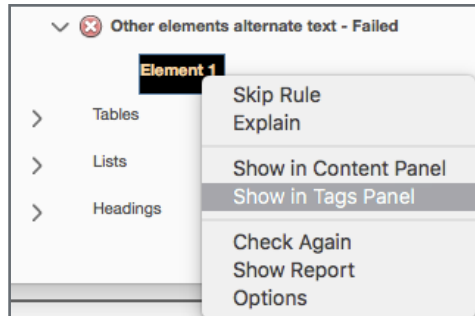 Other elements alternate text - Failed
Element 1
Skip Rule
Explain
Tables
Lists
Show in Content Panel
Show in Tags Panel
Headings
Check Again
Show Report
Options